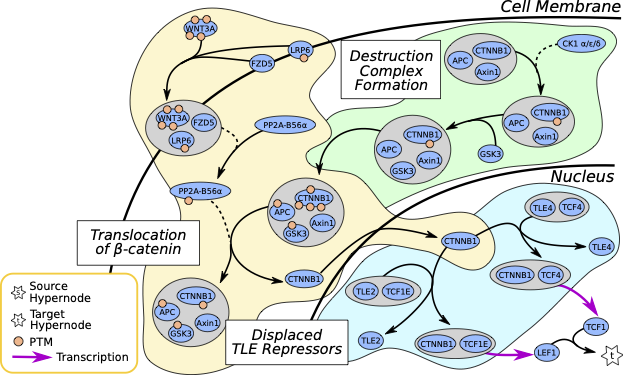 Cell Membrane
WNT3A
LRP6
FZD5
Destruction
Complex
Formation
APC
CTNNB1
Axin1
CK1 α/ε/δ
WNT3A
FZD5
LRP6
PP2A-B56α
APC
CTNNB1
Axin1
GSK3
GSK3
CTNNB1
APC
Axin1
Nucleus
PP2A-B56α
CTNNB1
APC
Axin1
GSK3
TLE4
TCF4
TLE4
Translocation
of β-catenin
CTNNB1
CTNNB1
CTNNB1
TCF4
TLE2
TCF1E
CTNNB1
APC
Axin1
GSK3
Displaced
TLE Repressors
TLE2
CTNNB1
TCF1E
TCF1
LEF1
t
S
Source
Hypernode
t
Target
Hypernode
PTM
Transcription